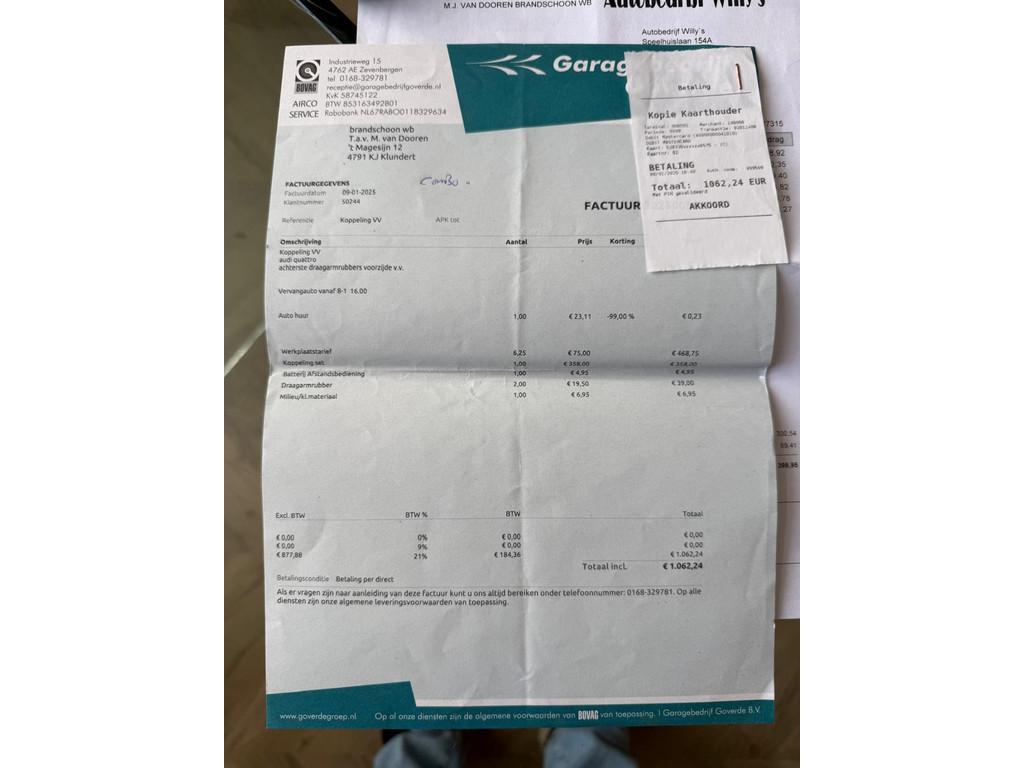 M.J. VAN DOOREN BRANDSCHOON WB
Autobedrijf Willy's
Autobedrijf Willy's
Speelhuislaan 154A
Industrieweg 15
4762 AE Zevenbergen
tel 0168-329781
receptie@garagebedrijfgoverde.nl
KvK 58745122
BTW 853163492B01
Rabobank NL67RABO0118329634
BOVAG
AIRCO
SERVICE
Garag
brandschoon wb
T.a.v. M. van Dooren
't Magesijn 12
4791 KJ Klundert
Betaling
Kopie Kaarthouder
BETALING
Totaal: 1062,24 EUR
AKKOORD
7315
FACTUURGEGEVENS
Factuurdatum 09-01-2025
Klantnummer 50244
Combo.
FACTUUR
Referentie Koppeling VV APK tot
Omschrijving Aantal Prijs Korting
Koppeling VV
audi quattro
achterste draagarmrubbers voorzijde v.v.
Vervangauto vanaf 8-1 16.00
Auto huur 1,00 € 23,11 -99,00 % € 0,23
Werkplaatstarief 6,25 € 75,00 € 468,75
Koppeling set 1,00 € 358,00 € 358,00
Batterij Afstandsbediening 1,00 € 4,95 € 4,95
Draagarmrubber 2,00 € 19,50 € 39,00
Milieu/kl.materiaal 1,00 € 6,95 € 6,95
Excl. BTW BTW % BTW Totaal
€ 0,00 0% € 0,00 € 0,00
€ 0,00 9% € 0,00 € 0,00
€ 877,88 21% € 184,36 € 1.062,24
Totaal incl. € 1.062,24
Betalingsconditie Betaling per direct
Als er vragen zijn naar aanleiding van deze factuur kunt u ons altijd bereiken onder telefoonnummer: 0168-329781. Op alle
diensten zijn onze algemene leveringsvoorwaarden van toepassing.
www.goverdegroep.nl Op al onze diensten zijn de algemene voorwaarden van BOVAG van toepassing. | Garagebedrijf Goverde B.V.